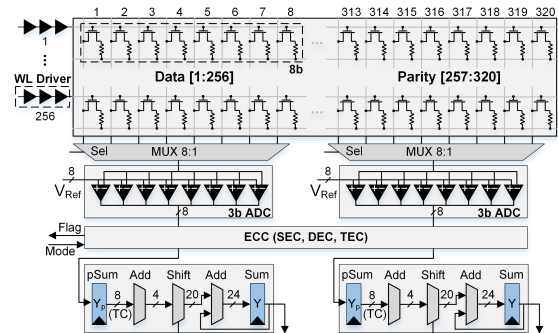 1 2 3 4 5 6 7 8 313 314 315 316 317 318 319 320
1
...
8b
...
WL Driver
Data [1:256]
Parity [257:320]
256
...
Sel MUX 8:1
Sel MUX 8:1
8
VRef
3b ADC
8
VRef
3b ADC
8
8
Flag
Mode
ECC (SEC, DEC, TEC)
pSum Add Shift Add Sum
pSum Add Shift Add Sum
Yp 8 (TC) 4 20 24 Y
Yp 8 (TC) 4 20 24 Y